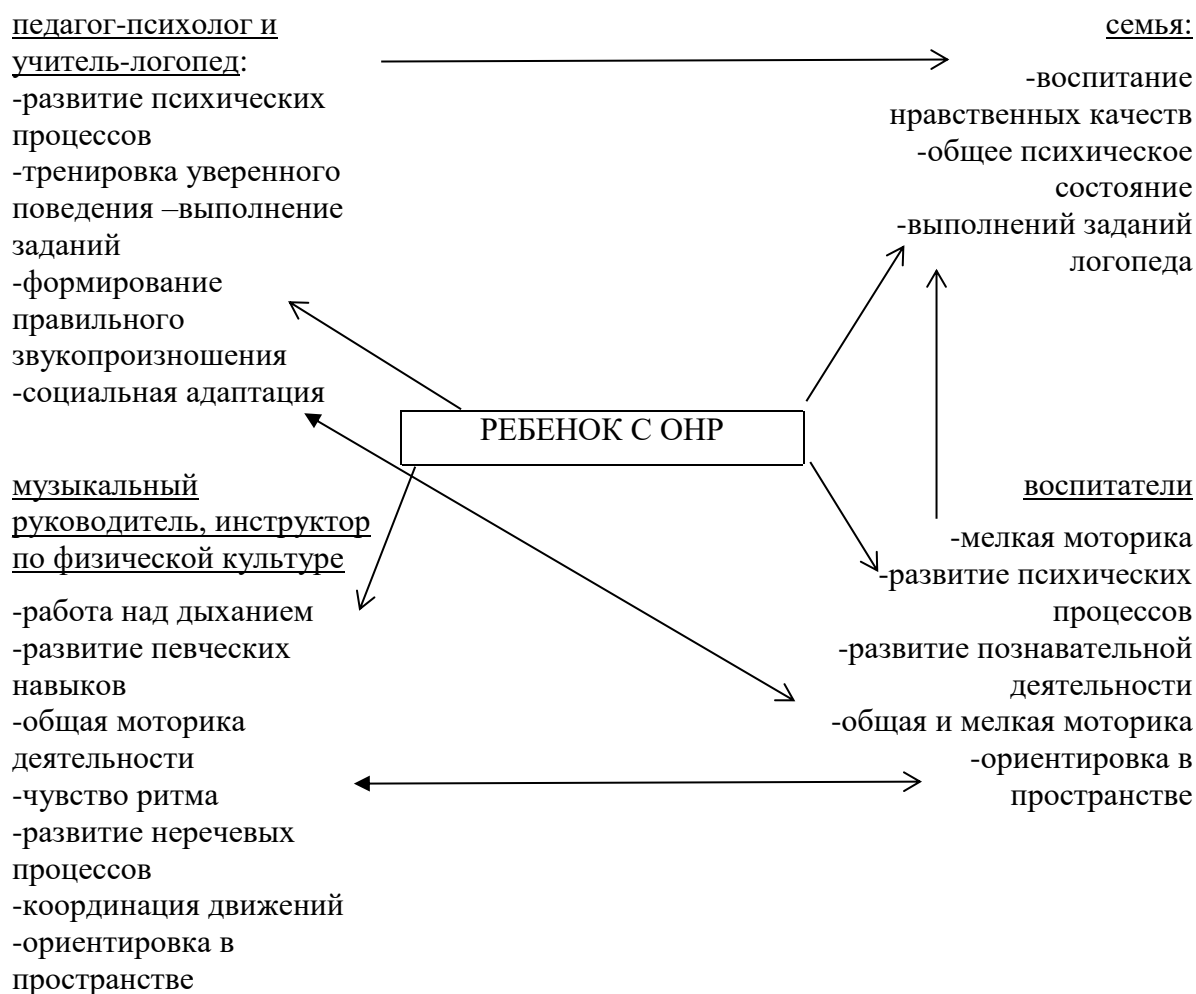 педагог-психолог и
учитель-логопед:
-развитие психических
процессов
-тренировка уверенного
поведения –выполнение
заданий
-формирование
правильного
звукопроизношения
-социальная адаптация
семья:
-воспитание
нравственных качеств
-общее психическое
состояние
-выполнений заданий
логопеда
РЕБЕНОК С ОНР
музыкальный
руководитель, инструктор
по физической культуре
-работа над дыханием
-развитие певческих
навыков
-общая моторика
деятельности
-чувство ритма
-развитие неречевых
процессов
-координация движений
-ориентировка в
пространстве
воспитатели
-мелкая моторика
-развитие психических
процессов
-развитие познавательной
деятельности
-общая и мелкая моторика
-ориентировка в
пространстве